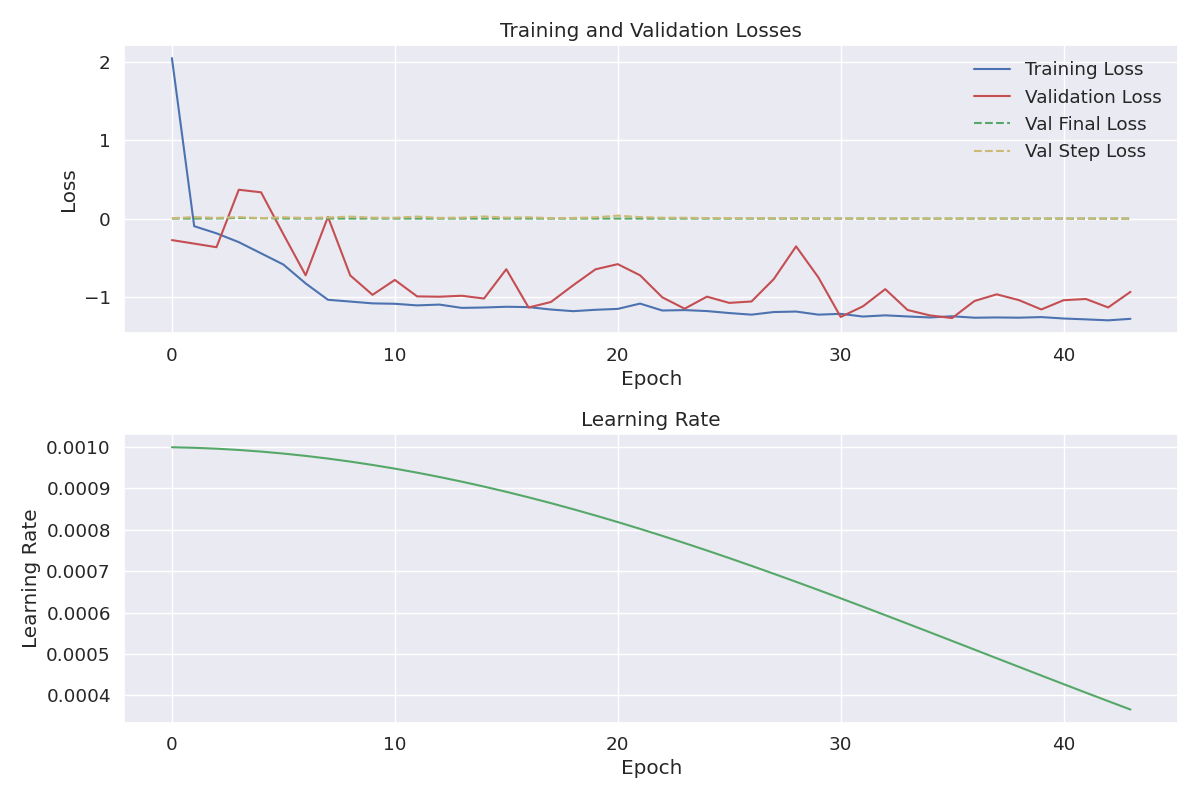 Training and Validation Losses
2
1
0
−1
Loss
Training Loss
Validation Loss
Val Final Loss
Val Step Loss
0 10 20 30 40
Epoch
Learning Rate
0.0010
0.0009
0.0008
0.0007
0.0006
0.0005
0.0004
Learning Rate
0 10 20 30 40
Epoch